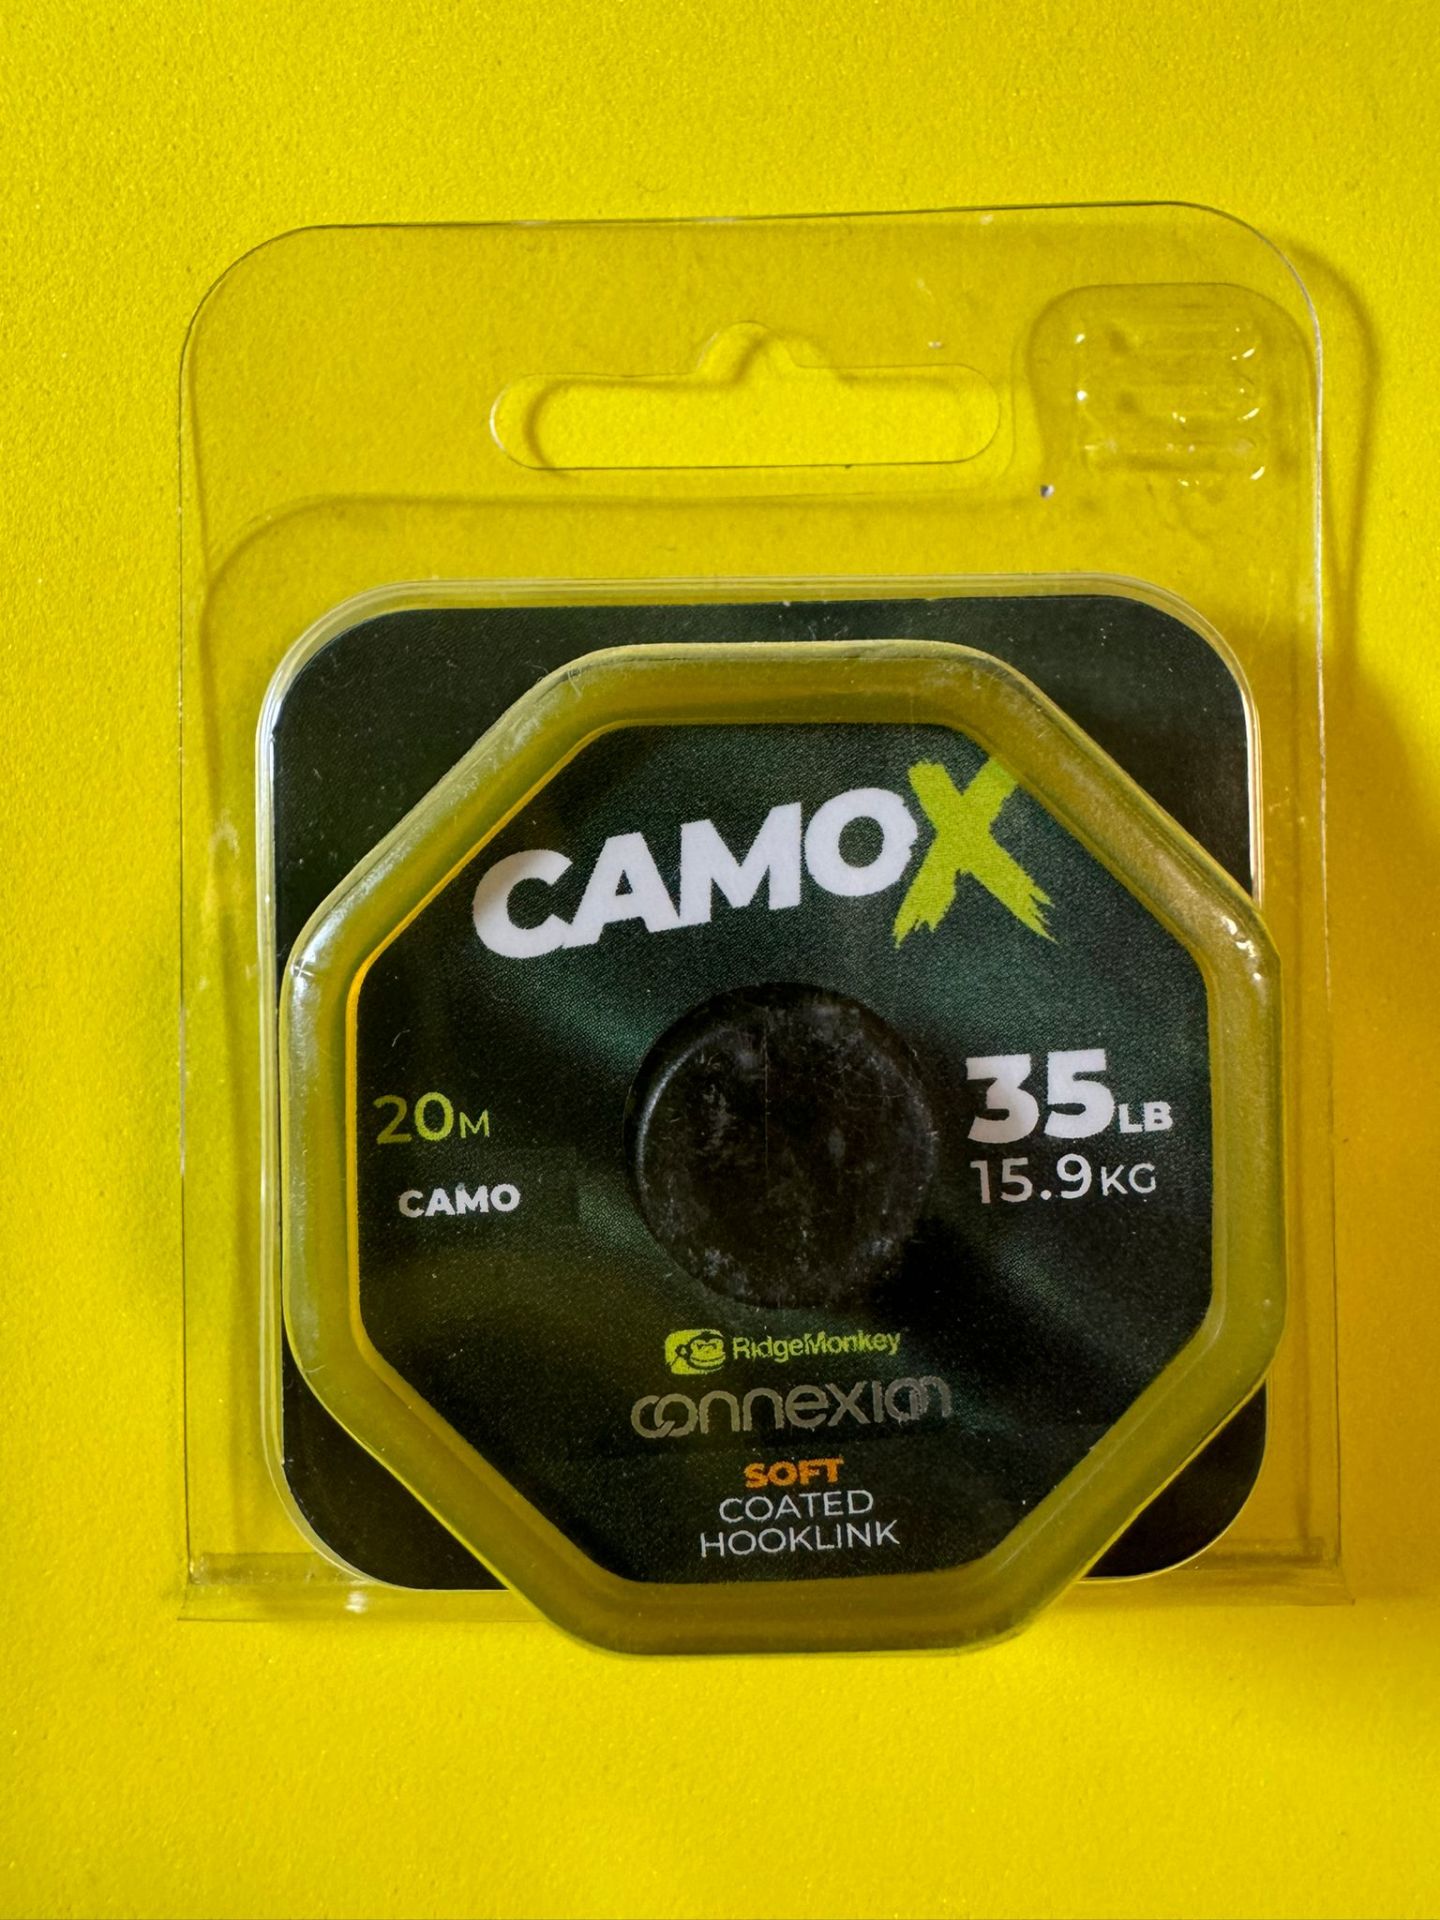 CAMOX
20M
CAMO
35LB
15.9KG
RidgeMonkey
connexion
SOFT
COATED
HOOKLINK